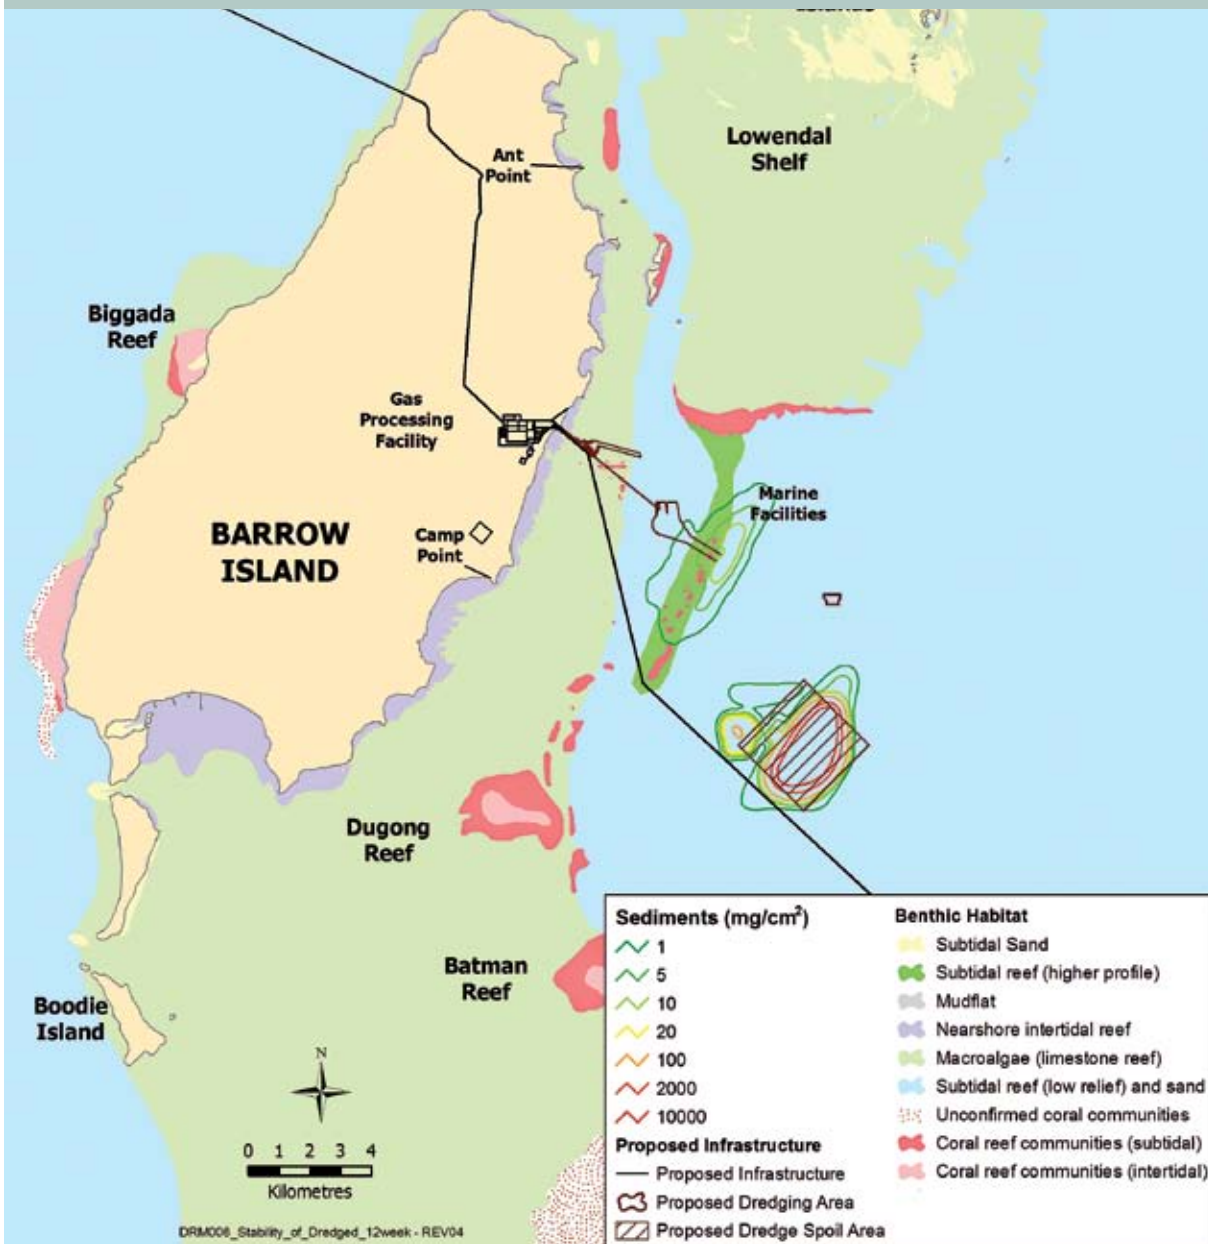 Lowendal
Shelf
Ant
Point
Biggada
Reef
Gas
Processing
Facility
Marine
Facilities
BARROW
ISLAND
Camp
Point
Dugong
Reef
Batman
Reef
Boodie
Island
N
0 1 2 3 4
Kilometres
DRM006_Stability_of_Dredged_12week - REV04
Sediments (mg/cm²)
1
5
10
20
100
2000
10000
Proposed Infrastructure
Proposed Infrastructure
Proposed Dredging Area
Proposed Dredge Spoil Area
Benthic Habitat
Subtidal Sand
Subtidal reef (higher profile)
Mudflat
Nearshore intertidal reef
Macroalgae (limestone reef)
Subtidal reef (low relief) and sand
Unconfirmed coral communities
Coral reef communities (subtidal)
Coral reef communities (intertidal)